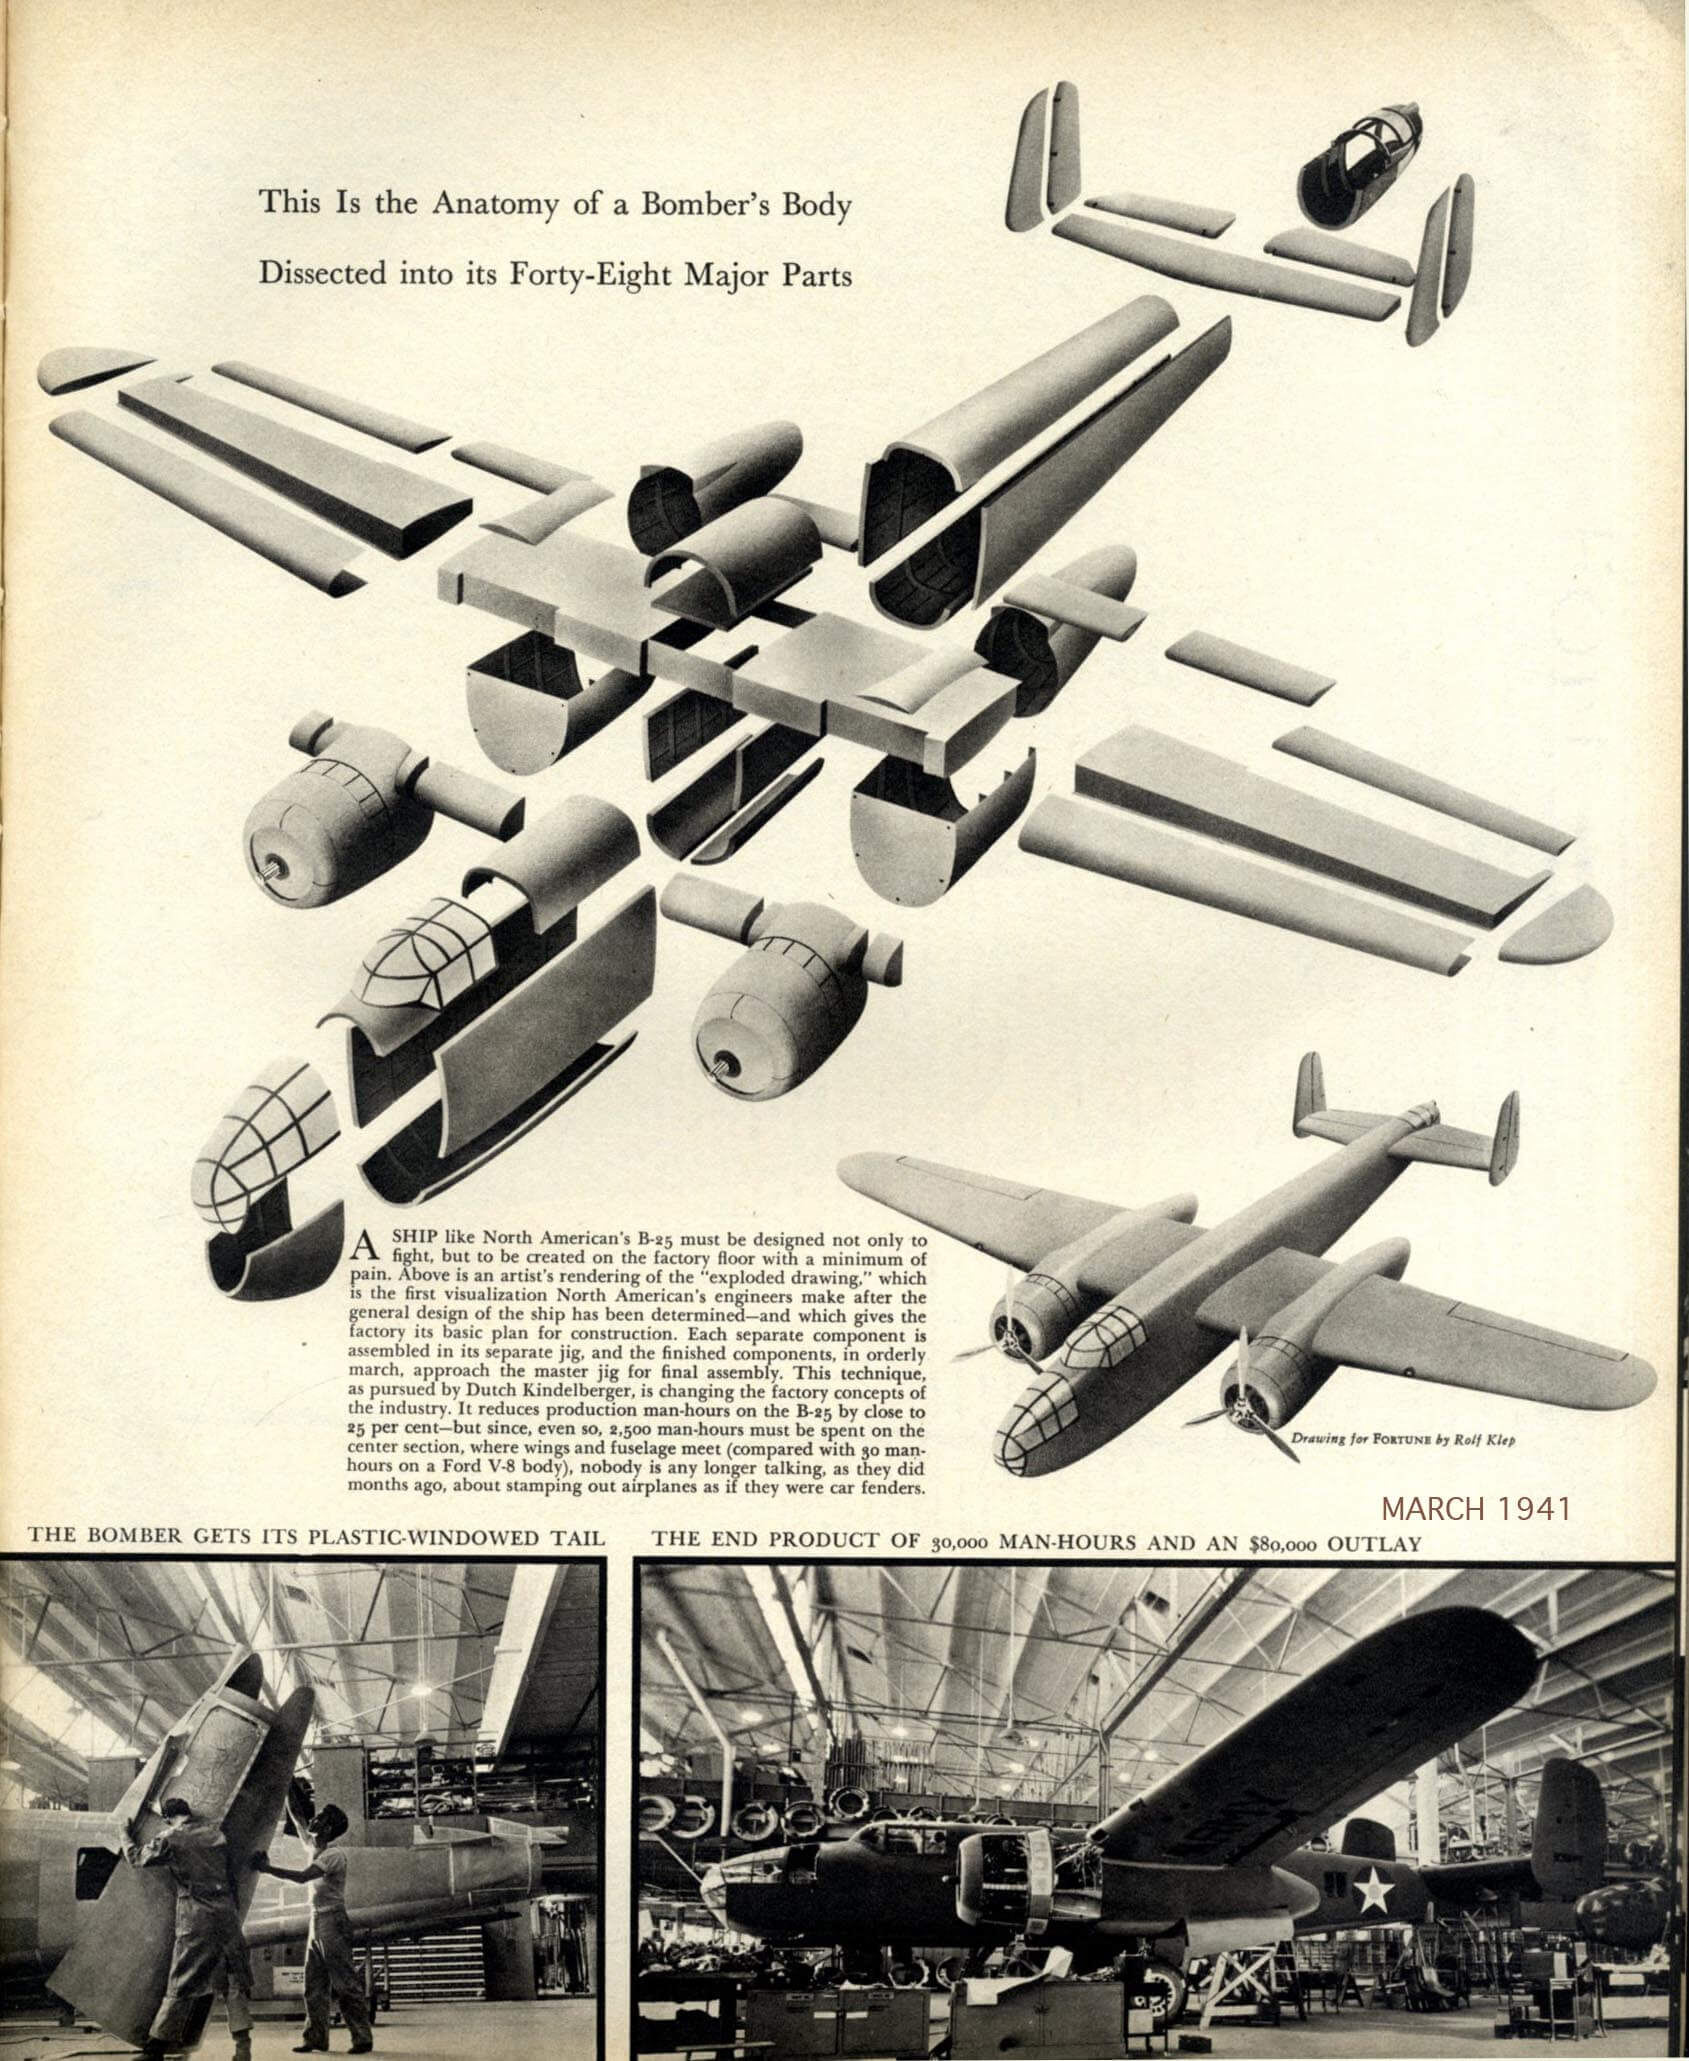 This Is the Anatomy of a Bomber's Body
Dissected into its Forty-Eight Major Parts
A SHIP like North American's B-25 must be designed not only to
fight, but to be created on the factory floor with a minimum of
pain. Above is an artist's rendering of the "exploded drawing," which
is the first visualization North American's engineers make after the
general design of the ship has been determined—and which gives the
factory its basic plan for construction. Each separate component is
assembled in its separate jig, and the finished components, in orderly
march, approach the master jig for final assembly. This technique,
as pursued by Dutch Kindelberger, is changing the factory concepts of
the industry. It reduces production man-hours on the B-25 by close to
25 per cent—but since, even so, 2,500 man-hours must be spent on the
center section, where wings and fuselage meet (compared with 30 man-
hours on a Ford V-8 body), nobody is any longer talking, as they did
months ago, about stamping out airplanes as if they were car fenders.
Drawing for FORTUNE by Rolf Klep
MARCH 1941
THE BOMBER GETS ITS PLASTIC-WINDOWED TAIL
THE END PRODUCT OF 30,000 MAN-HOURS AND AN $80,000 OUTLAY